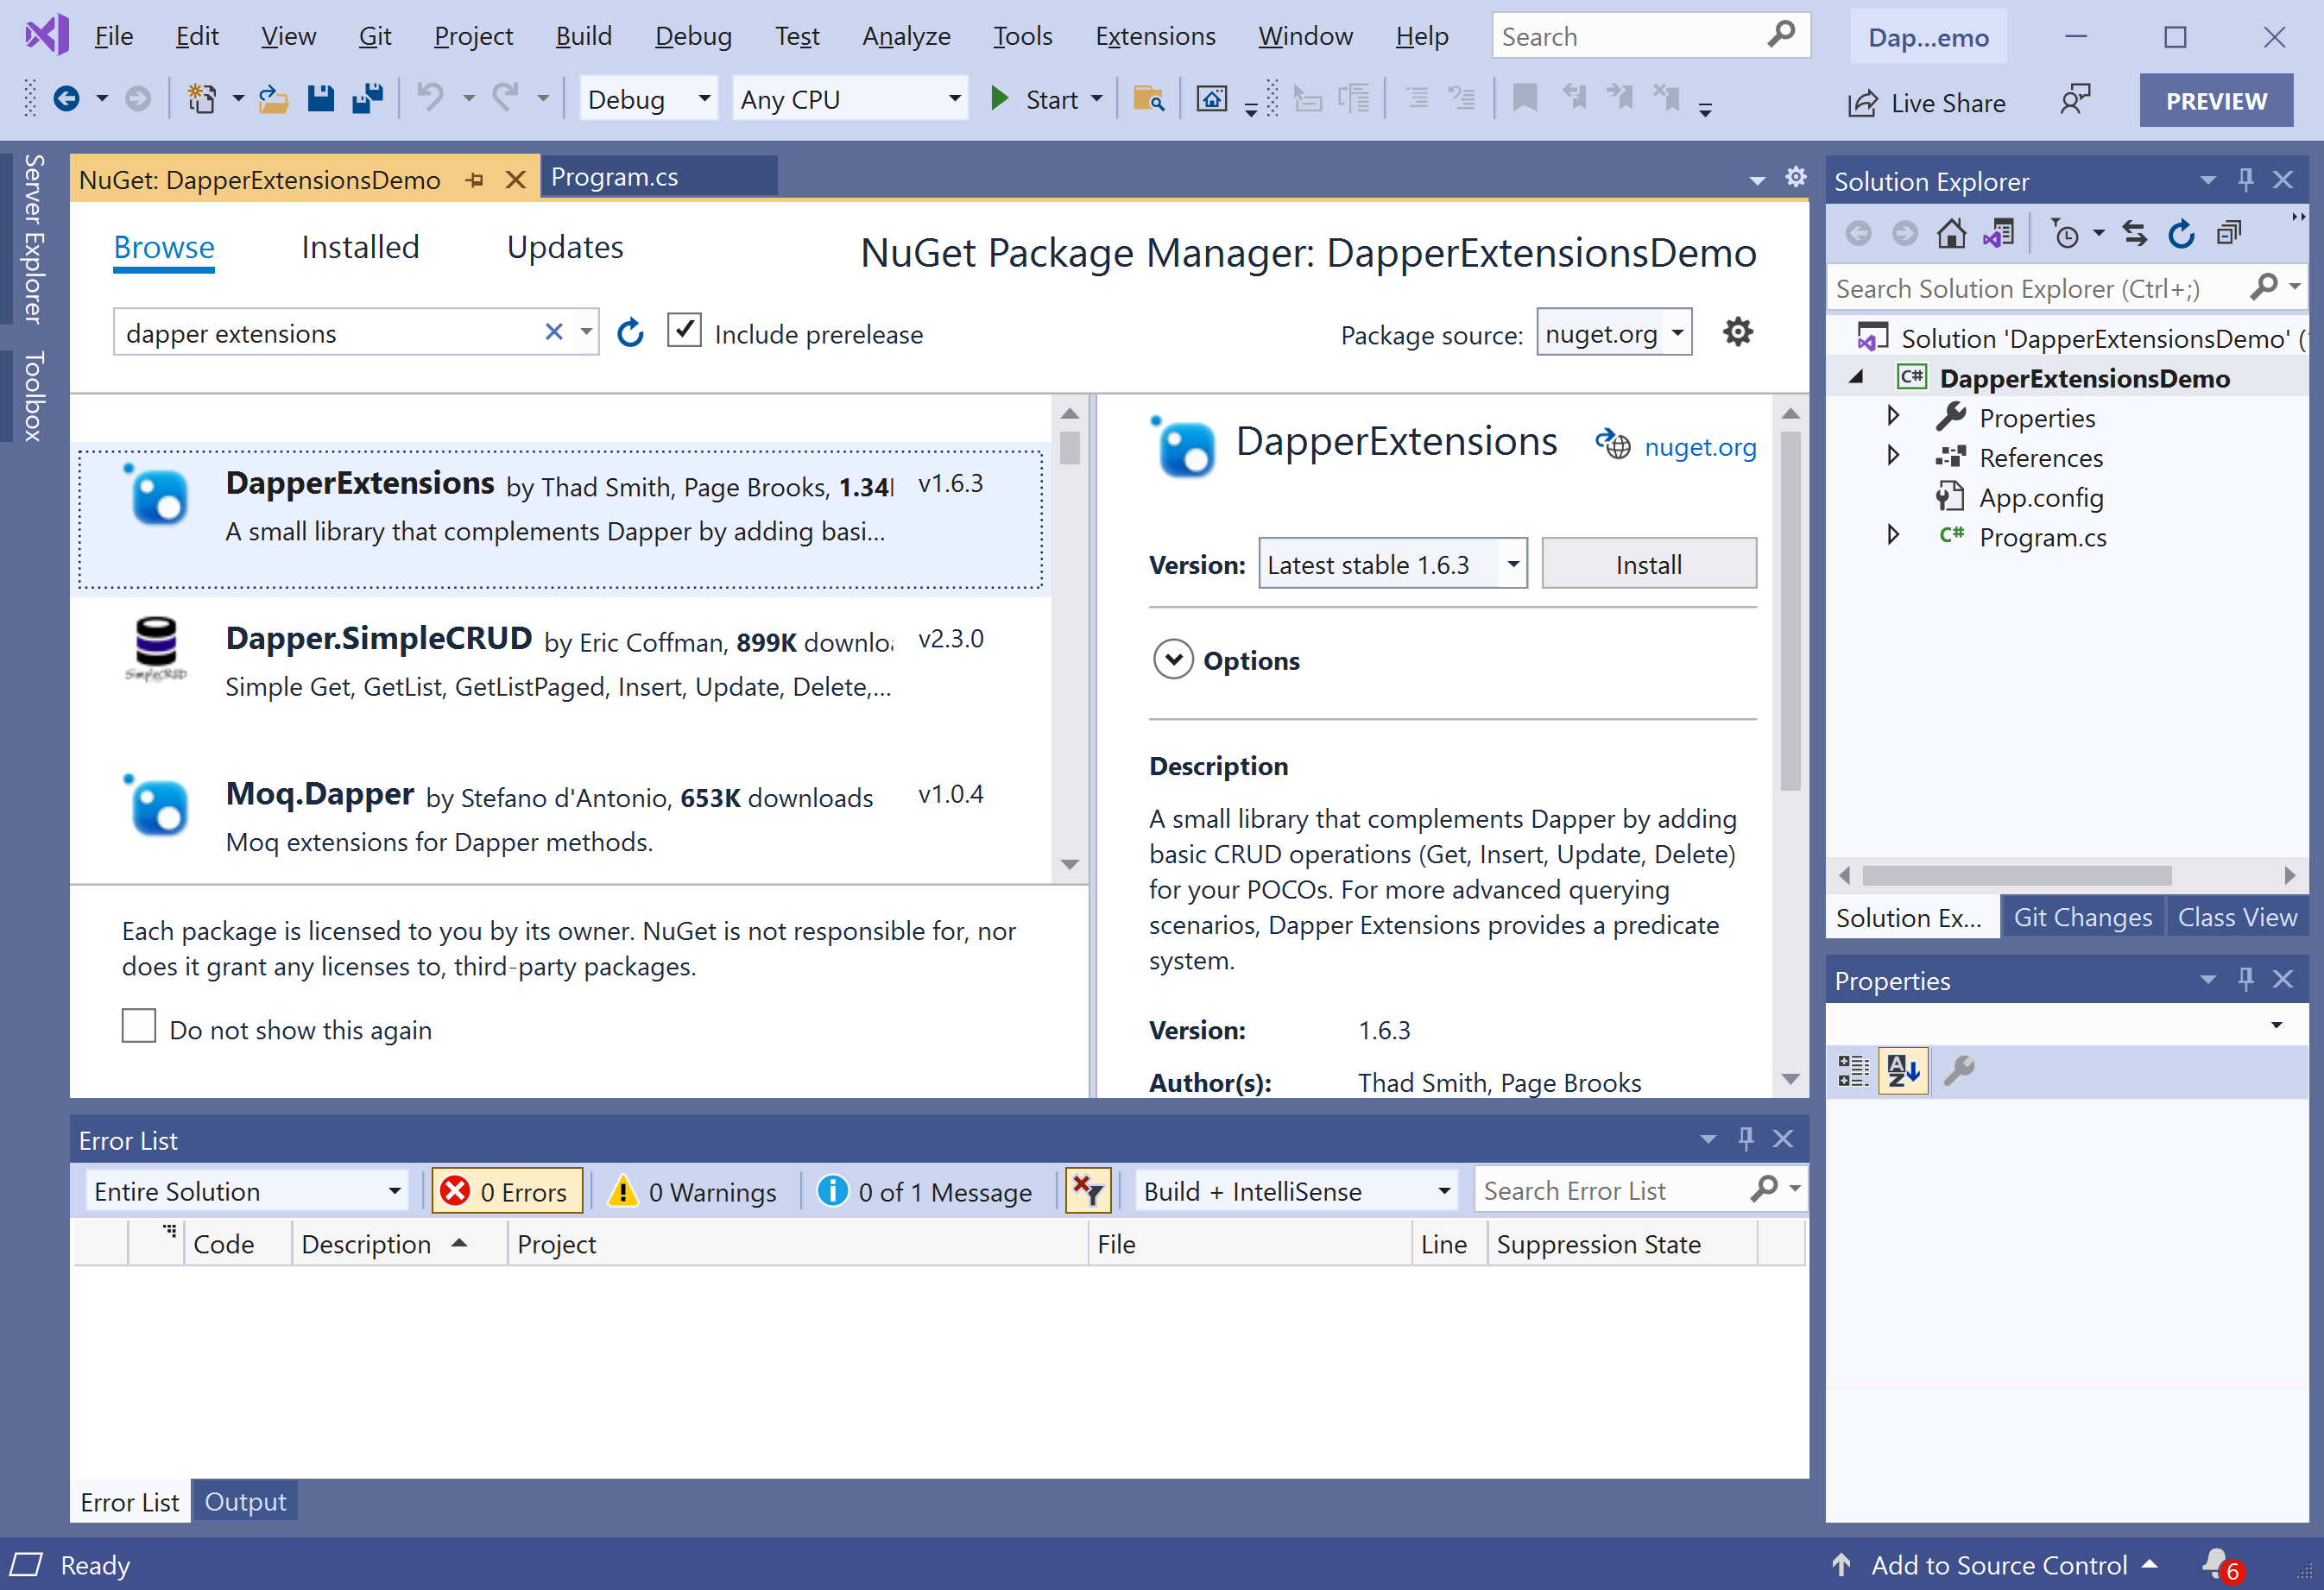 File Edit View Git Project Build Debug Test Analyze Tools Extensions Window Help Search Dap...emo
Debug Any CPU Start Live Share PREVIEW
Server Explorer
Toolbox
NuGet: DapperExtensionsDemo Program.cs
Browse Installed Updates NuGet Package Manager: DapperExtensionsDemo
dapper extensions Include prerelease Package source: nuget.org
DapperExtensions by Thad Smith, Page Brooks, 1.34 v1.6.3
A small library that complements Dapper by adding basi...
Dapper.SimpleCRUD by Eric Coffman, 899K downloa v2.3.0
Simple Get, GetList, GetListPaged, Insert, Update, Delete,...
SimpleCRUD
Moq.Dapper by Stefano d'Antonio, 653K downloads v1.0.4
Moq extensions for Dapper methods.
Each package is licensed to you by its owner. NuGet is not responsible for, nor
does it grant any licenses to, third-party packages.
Do not show this again
DapperExtensions nuget.org
Version: Latest stable 1.6.3 Install
Options
Description
A small library that complements Dapper by adding
basic CRUD operations (Get, Insert, Update, Delete)
for your POCOs. For more advanced querying
scenarios, Dapper Extensions provides a predicate
system.
Version: 1.6.3
Author(s): Thad Smith, Page Brooks
Solution Explorer
Search Solution Explorer (Ctrl+;)
Solution 'DapperExtensionsDemo' (
C# DapperExtensionsDemo
Properties
References
App.config
C# Program.cs
Solution Ex... Git Changes Class View
Properties
AZ
Error List
Entire Solution 0 Errors 0 Warnings 0 of 1 Message Build + IntelliSense Search Error List
Code Description Project File Line Suppression State
Error List Output
Ready Add to Source Control 6